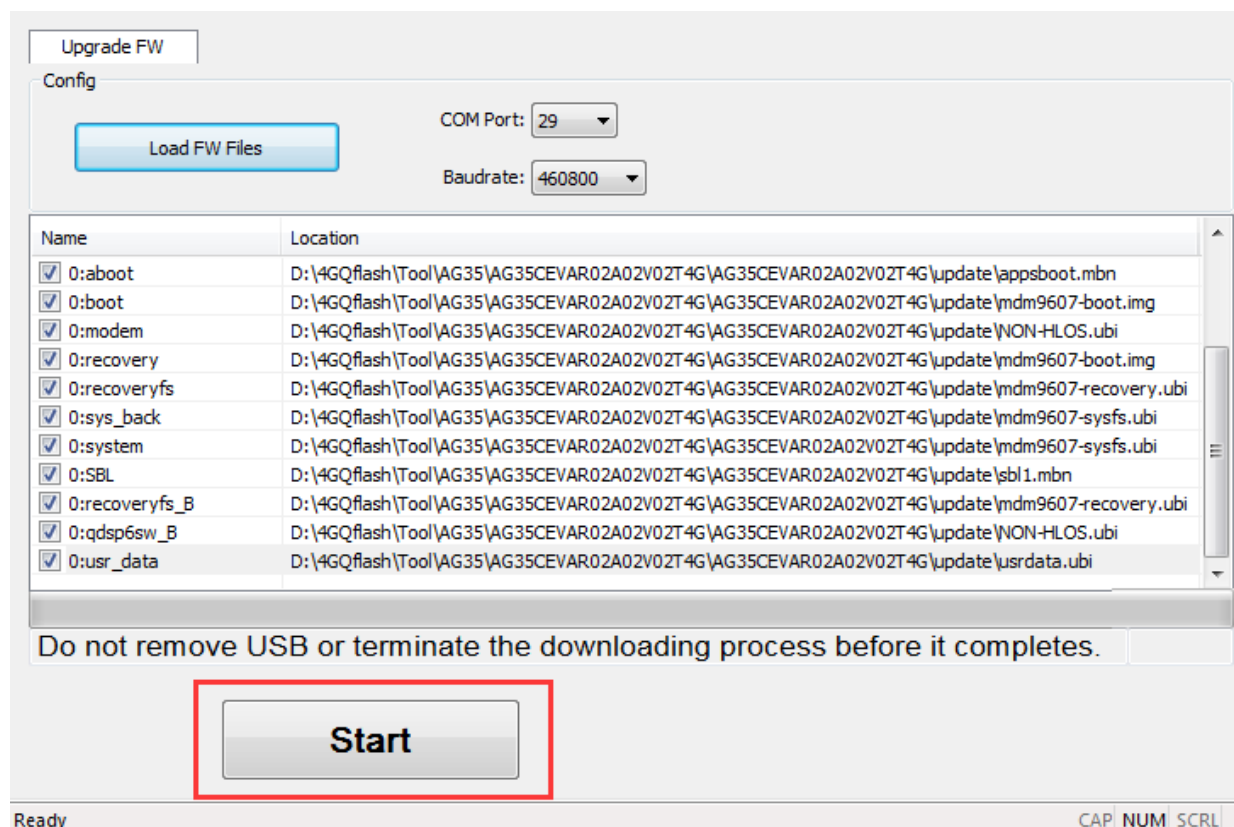 Upgrade FW
Config
Load FW Files
COM Port: 29
Baudrate: 460800
Name Location
0:aboot D:\4GQflash\Tool\AG35\AG35CEVAR02A02V02T4G\AG35CEVAR02A02V02T4G\update\appsboot.mbn
0:boot D:\4GQflash\Tool\AG35\AG35CEVAR02A02V02T4G\AG35CEVAR02A02V02T4G\update\mdm9607-boot.img
0:modem D:\4GQflash\Tool\AG35\AG35CEVAR02A02V02T4G\AG35CEVAR02A02V02T4G\update\NON-HLOS.ubi
0:recovery D:\4GQflash\Tool\AG35\AG35CEVAR02A02V02T4G\AG35CEVAR02A02V02T4G\update\mdm9607-boot.img
0:recoveryfs D:\4GQflash\Tool\AG35\AG35CEVAR02A02V02T4G\AG35CEVAR02A02V02T4G\update\mdm9607-recovery.ubi
0:sys_back D:\4GQflash\Tool\AG35\AG35CEVAR02A02V02T4G\AG35CEVAR02A02V02T4G\update\mdm9607-sysfs.ubi
0:system D:\4GQflash\Tool\AG35\AG35CEVAR02A02V02T4G\AG35CEVAR02A02V02T4G\update\mdm9607-sysfs.ubi
0:SBL D:\4GQflash\Tool\AG35\AG35CEVAR02A02V02T4G\AG35CEVAR02A02V02T4G\update\sbl1.mbn
0:recoveryfs_B D:\4GQflash\Tool\AG35\AG35CEVAR02A02V02T4G\AG35CEVAR02A02V02T4G\update\mdm9607-recovery.ubi
0:qdsp6sw_B D:\4GQflash\Tool\AG35\AG35CEVAR02A02V02T4G\AG35CEVAR02A02V02T4G\update\NON-HLOS.ubi
0:usr_data D:\4GQflash\Tool\AG35\AG35CEVAR02A02V02T4G\AG35CEVAR02A02V02T4G\update\usrdata.ubi
Do not remove USB or terminate the downloading process before it completes.
Start
Ready CAP NUM SCRL